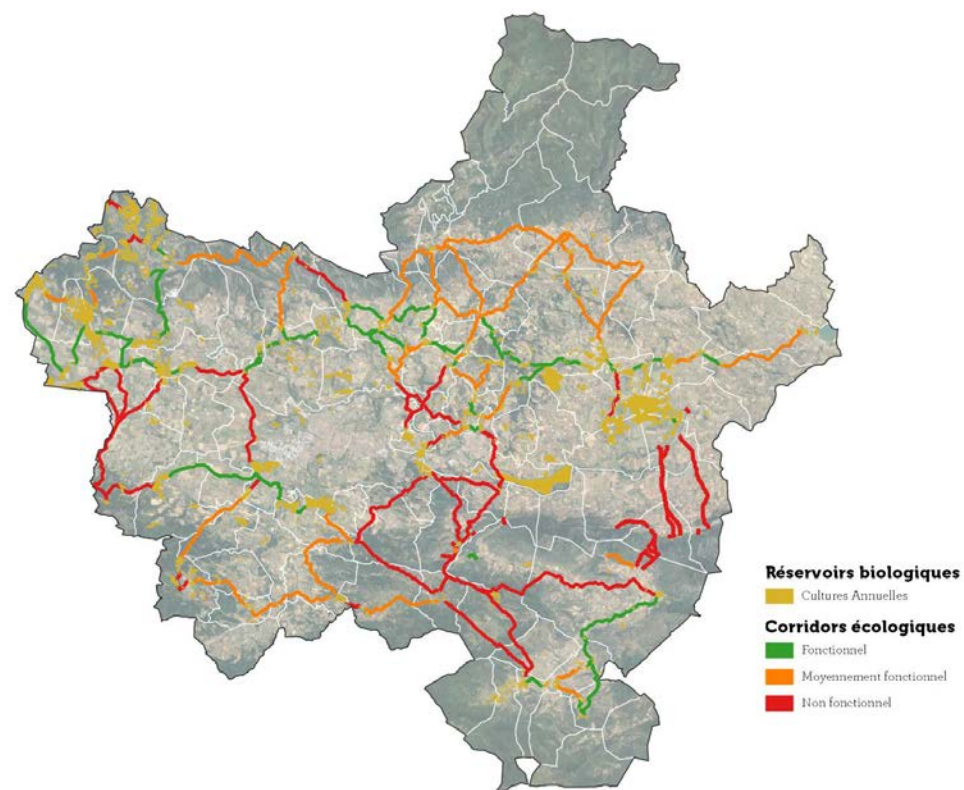 Réservoirs biologiques
Cultures Annuelles
Corridors écologiques
Fonctionnel
Moyennement fonctionnel
Non fonctionnel